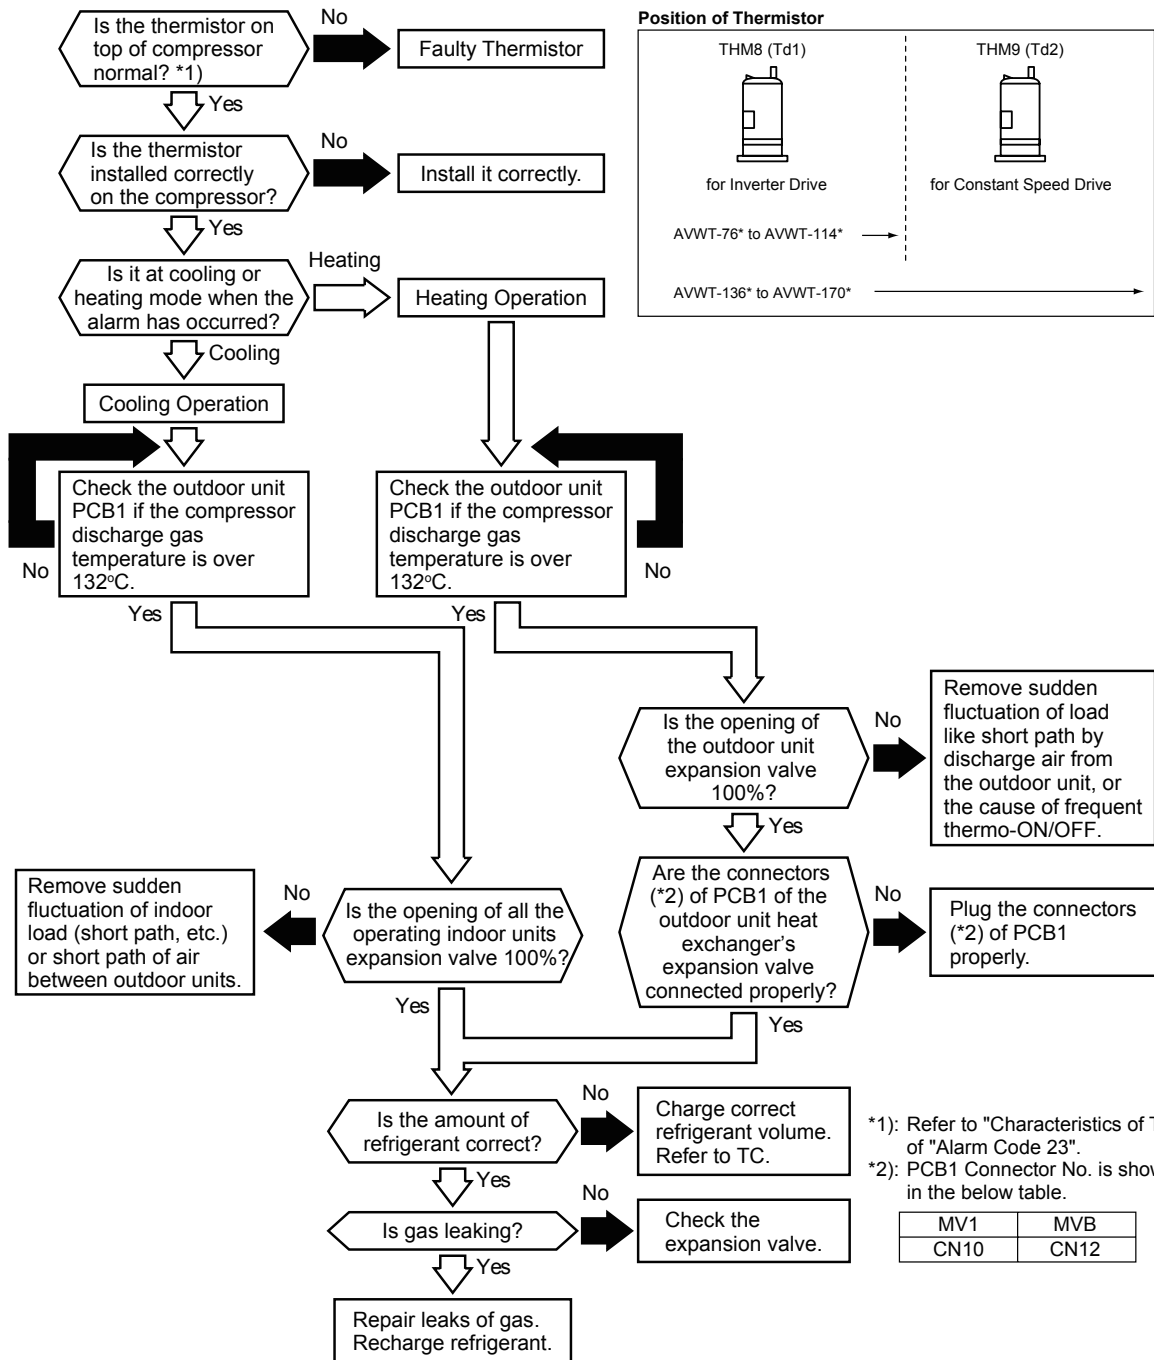 Is the thermistor on
top of compressor
normal? *1)
No
Faulty Thermistor
Yes
Is the thermistor
installed correctly
on the compressor?
No
Install it correctly.
Yes
Is it at cooling or
heating mode when the
alarm has occurred?
Heating
Heating Operation
Cooling
Cooling Operation
Position of Thermistor
THM8 (Td1)
THM9 (Td2)
for Inverter Drive
for Constant Speed Drive
AVWT-76* to AVWT-114*
AVWT-136* to AVWT-170*
Check the outdoor unit
PCB1 if the compressor
discharge gas
temperature is over
132°C.
No
Yes
Check the outdoor unit
PCB1 if the compressor
discharge gas
temperature is over
132°C.
No
Yes
Is the opening of
the outdoor unit
expansion valve
100%?
No
Remove sudden
fluctuation of load
like short path by
discharge air from
the outdoor unit, or
the cause of frequent
thermo-ON/OFF.
Yes
Remove sudden
fluctuation of indoor
load (short path, etc.)
or short path of air
between outdoor units.
No
Is the opening of all the
operating indoor units
expansion valve 100%?
Yes
Are the connectors
(*2) of PCB1 of the
outdoor unit heat
exchanger's
expansion valve
connected properly?
No
Plug the connectors
(*2) of PCB1
properly.
Yes
Is the amount of
refrigerant correct?
No
Charge correct
refrigerant volume.
Refer to TC.
Yes
Is gas leaking?
No
Check the
expansion valve.
Yes
Repair leaks of gas.
Recharge refrigerant.
*1): Refer to "Characteristics of
of "Alarm Code 23".
*2): PCB1 Connector No. is
in the below table.
MV1 MVB
CN10 CN12